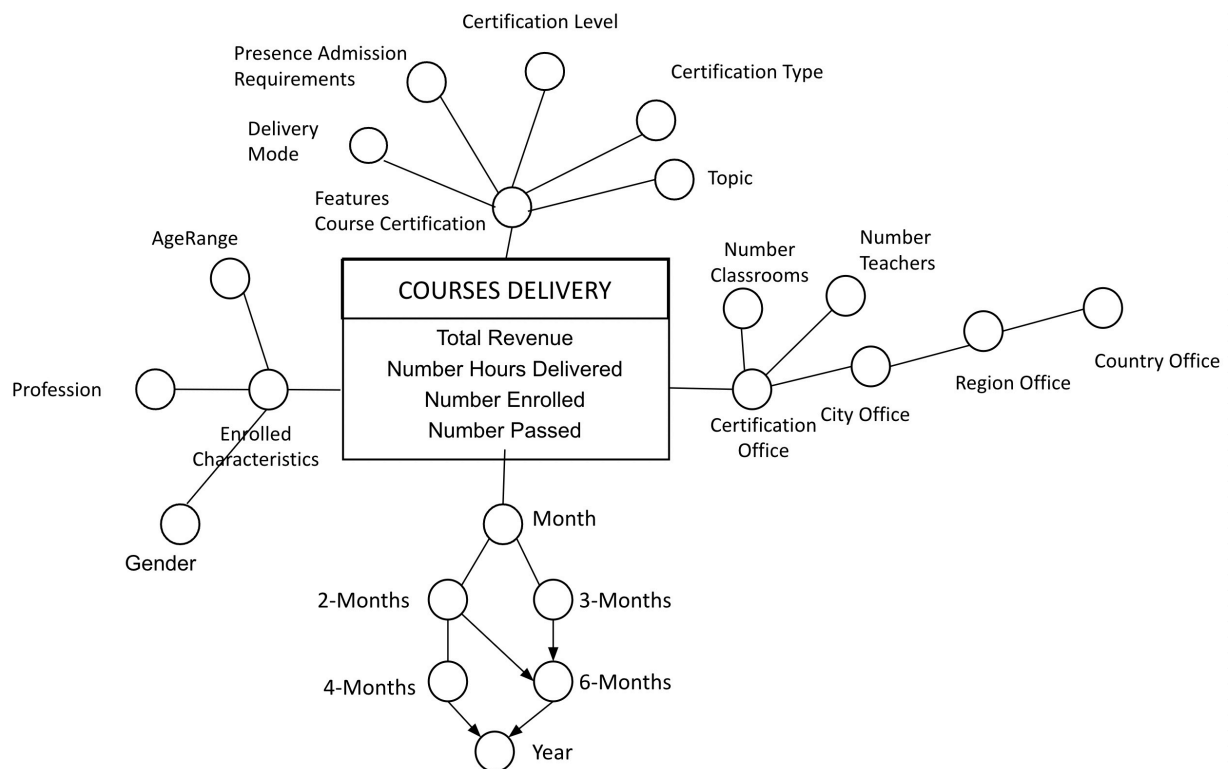 Certification Level
Presence Admission
Requirements
Certification Type
Delivery
Mode
Topic
Features
Course Certification
AgeRange
Number
Classrooms
Number
Teachers
COURSES DELIVERY
Total Revenue
Number Hours Delivered
Number Enrolled
Number Passed
Country Office
Region Office
Profession
City Office
Certification
Office
Enrolled
Characteristics
Gender
Month
2-Months
3-Months
4-Months
6-Months
Year